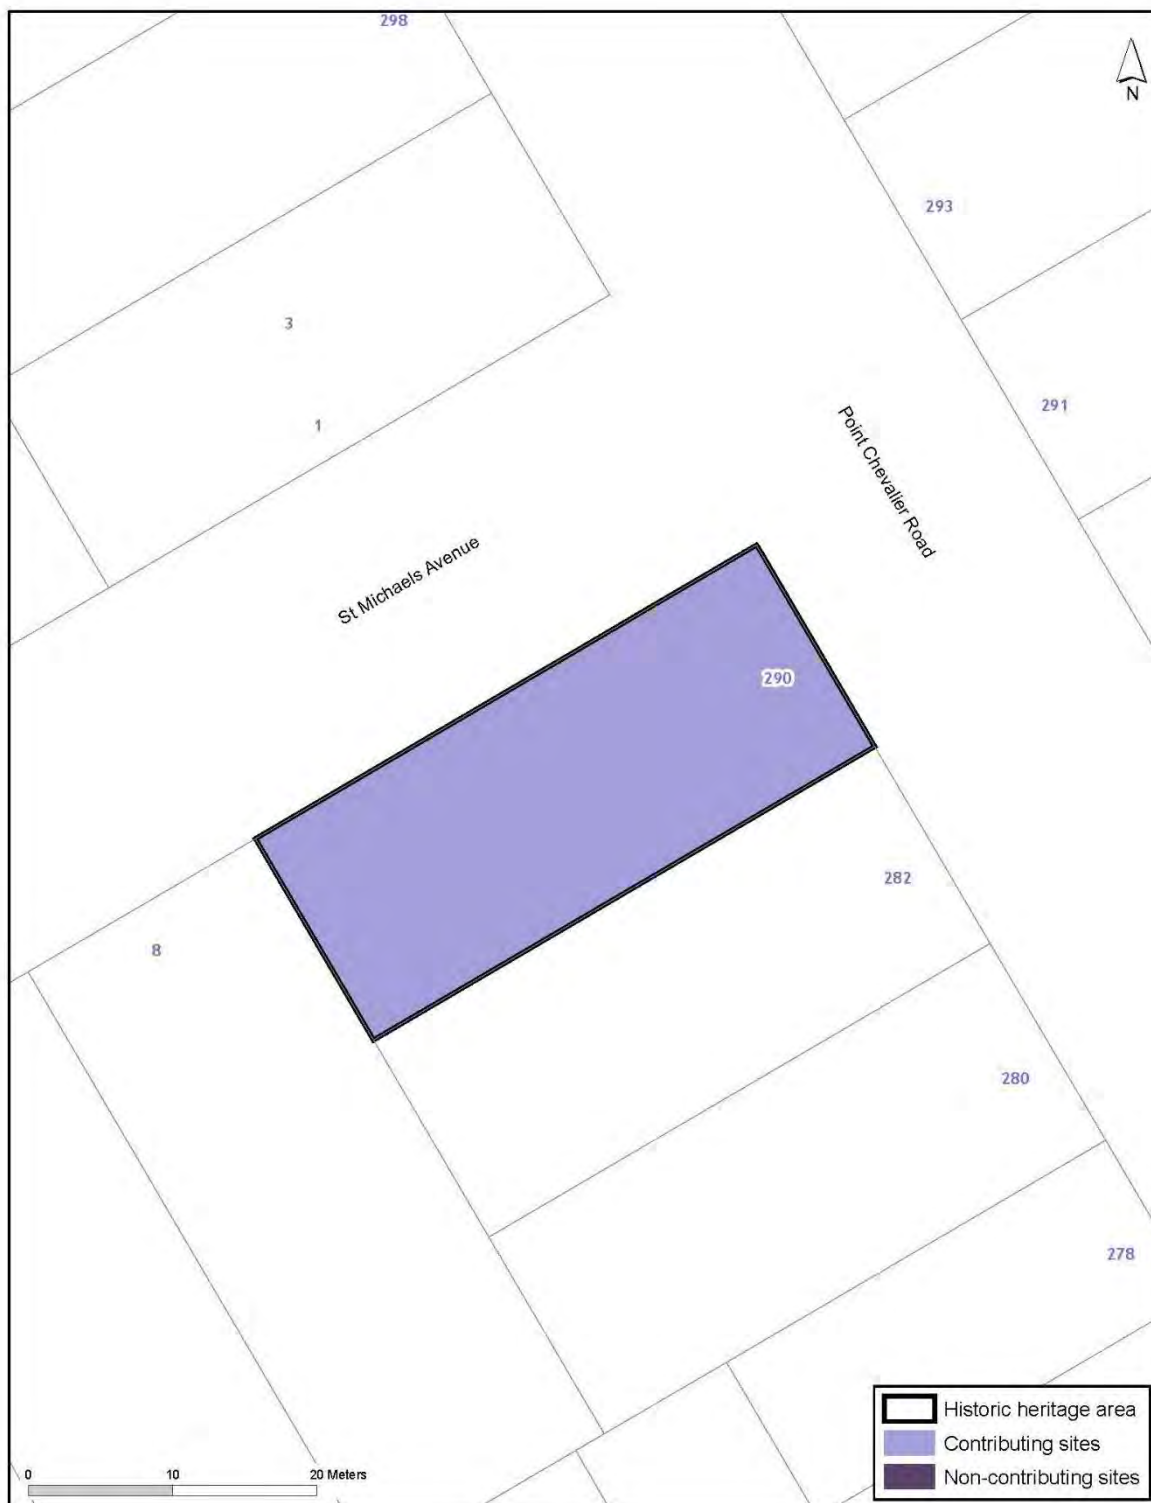 298
N
293
3
291
1
Point Chevalier Road
St Michaels Avenue
290
282
8
280
278
Historic heritage area
Contributing sites
Non-contributing sites
0 10 20 Meters